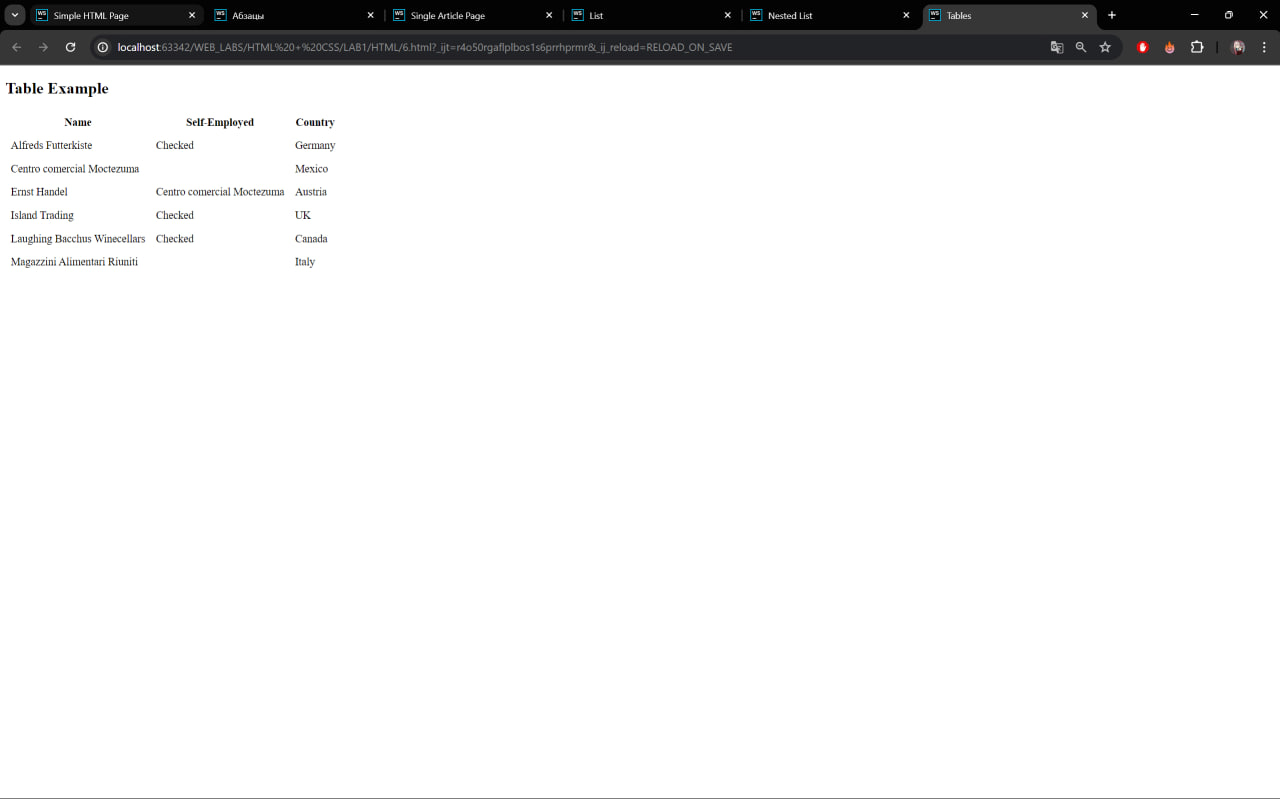 Simple HTML Page
Абзацы
Single Article Page
List
Nested List
Tables
localhost:63342/WEB_LABS/HTML%20+%20CSS/LAB1/HTML/6.html?_ijt=r4o50rgaflplbos1s6prrhprmr&_ij_reload=RELOAD_ON_SAVE
Table Example
Name Self-Employed Country
Alfreds Futterkiste Checked Germany
Centro comercial Moctezuma Mexico
Ernst Handel Centro comercial Moctezuma Austria
Island Trading Checked UK
Laughing Bacchus Winecellars Checked Canada
Magazzini Alimentari Riuniti Italy